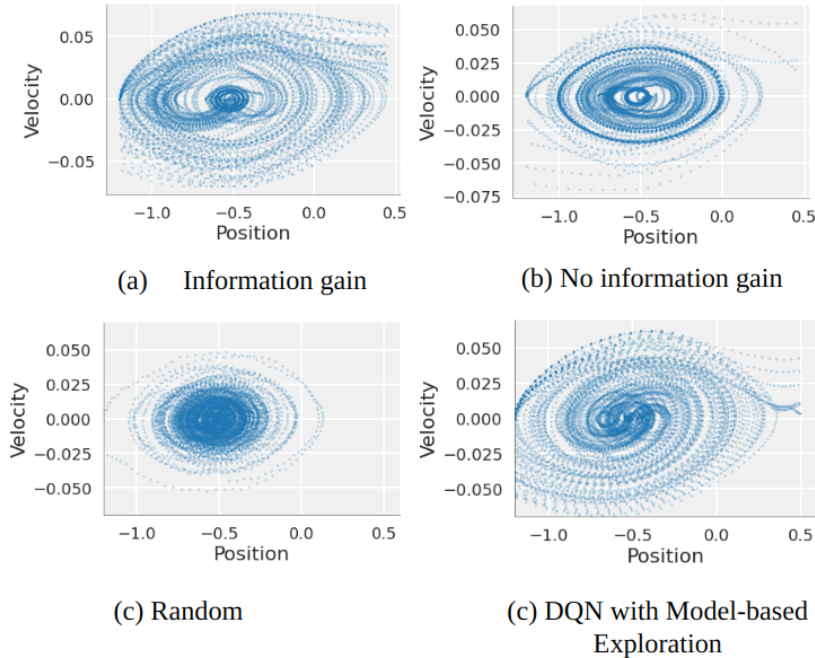 0.05
0.00
−0.05
Velocity
−1.0
−0.5
0.0
0.5
Position
(a) Information gain
0.050
0.025
0.000
−0.025
−0.050
−0.075
Velocity
−1.0
−0.5
0.0
0.5
Position
(b) No information gain
0.050
0.025
0.000
−0.025
−0.050
Velocity
−1.0
−0.5
0.0
0.5
Position
(c) Random
0.050
0.025
0.000
−0.025
−0.050
Velocity
−1.0
−0.5
0.0
0.5
Position
(c) DQN with Model-based
Exploration